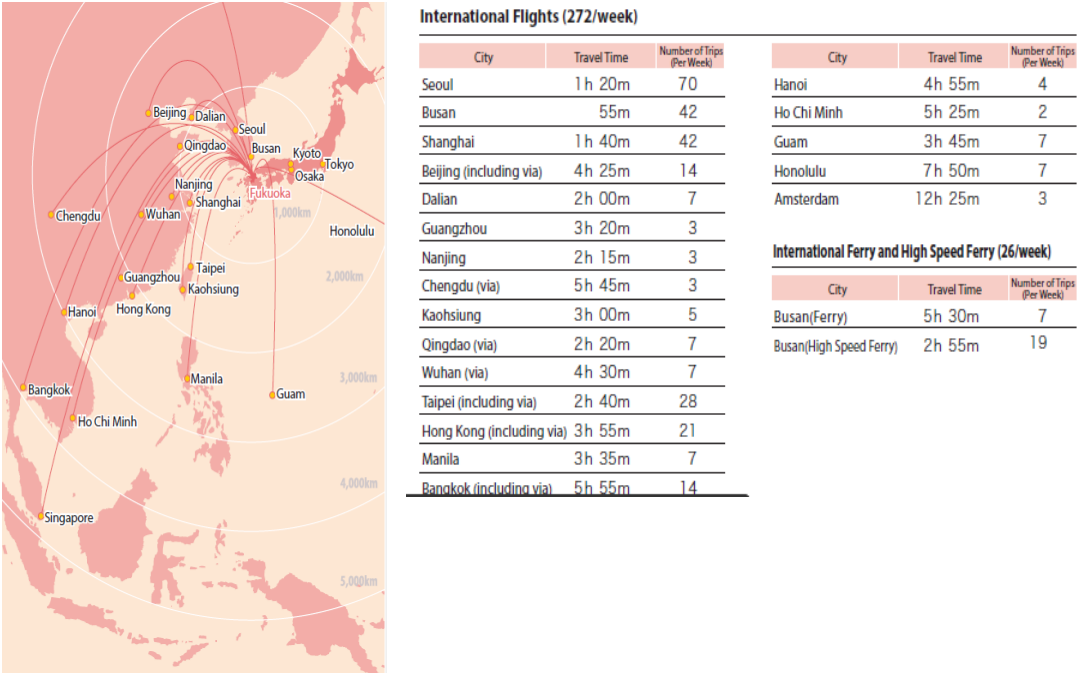 Beijing
Dalian
Seoul
Qingdao
Busan
Kyoto
Tokyo
Osaka
Nanjing
Fukuoka
Shanghai
Chengdu
Wuhan
1,000km
Honolulu
Taipei
2,000km
Guangzhou
Kaohsiung
Hong Kong
Hanoi
3,000km
Manila
Bangkok
Guam
Ho Chi Minh
4,000km
Singapore
5,000km
International Flights (272/week)
City Travel Time Number of Trips (Per Week)
Seoul 1h 20m 70
Busan 55m 42
Shanghai 1h 40m 42
Beijing (including via) 4h 25m 14
Dalian 2h 00m 7
Guangzhou 3h 20m 3
Nanjing 2h 15m 3
Chengdu (via) 5h 45m 3
Kaohsiung 3h 00m 5
Qingdao (via) 2h 20m 7
Wuhan (via) 4h 30m 7
Taipei (including via) 2h 40m 28
Hong Kong (including via) 3h 55m 21
Manila 3h 35m 7
Bangkok (including via) 5h 55m 14
City Travel Time Number of Trips (Per Week)
Hanoi 4h 55m 4
Ho Chi Minh 5h 25m 2
Guam 3h 45m 7
Honolulu 7h 50m 7
Amsterdam 12h 25m 3
International Ferry and High Speed Ferry (26/week)
City Travel Time Number of Trips (Per Week)
Busan(Ferry) 5h 30m 7
Busan(High Speed Ferry) 2h 55m 19